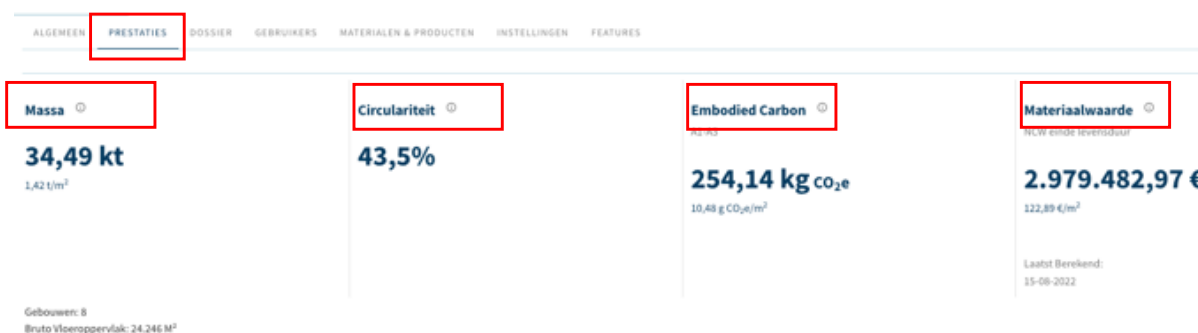 ALGEMEEN PRESTATIES DOSSIER GEBRUIKERS MATERIALEN & PRODUCTEN INSTELLINGEN FEATURES
Massa
34,49 kt
1,42 t/m²
Circulariteit
43,5%
Embodied Carbon
A1-A3
254,14 kg CO₂e
10,48 g CO₂e/m²
Materiaalwaarde
NCW einde levensduur
2.979.482,97 €
122,89 €/m²
Laatst Berekend:
15-08-2022
Gebouwen: 8
Bruto Vloeroppervlak: 24.246 M²